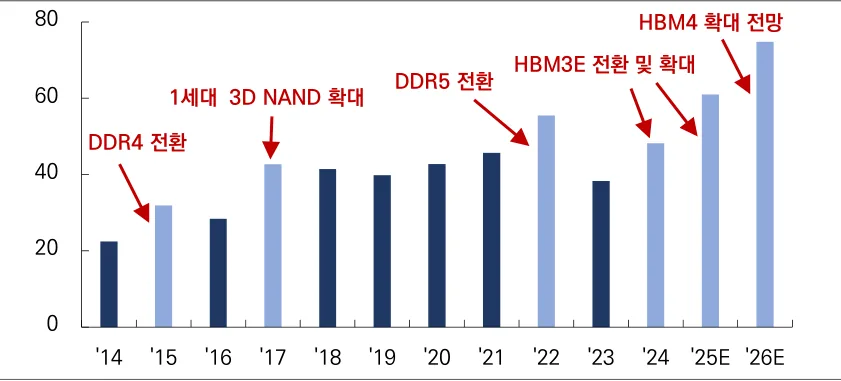 80
60
40
20
0
DDR4 전환
1세대 3D NAND 확대
DDR5 전환
HBM3E 전환 및 확대
HBM4 확대 전망
'14 '15 '16 '17 '18 '19 '20 '21 '22 '23 '24 '25E '26E